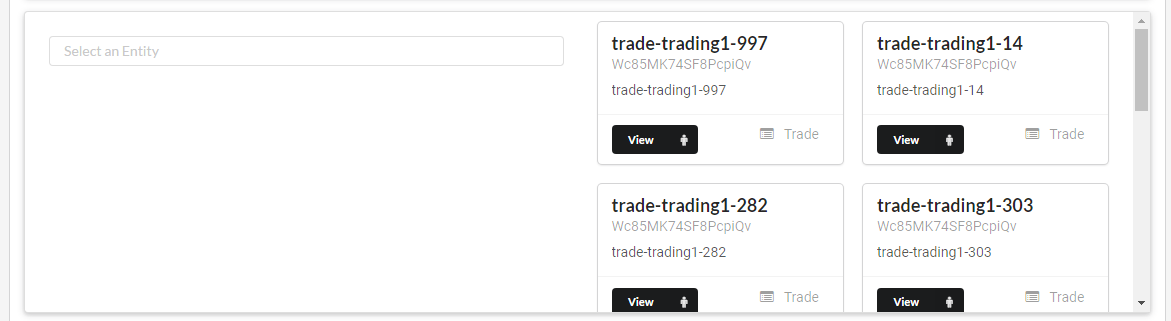 Select an Entity
trade-trading1-997
Wc85MK74SF8PcpiQv
trade-trading1-997
View
Trade
trade-trading1-14
Wc85MK74SF8PcpiQv
trade-trading1-14
View
Trade
trade-trading1-282
Wc85MK74SF8PcpiQv
trade-trading1-282
View
Trade
trade-trading1-303
Wc85MK74SF8PcpiQv
trade-trading1-303
View
Trade